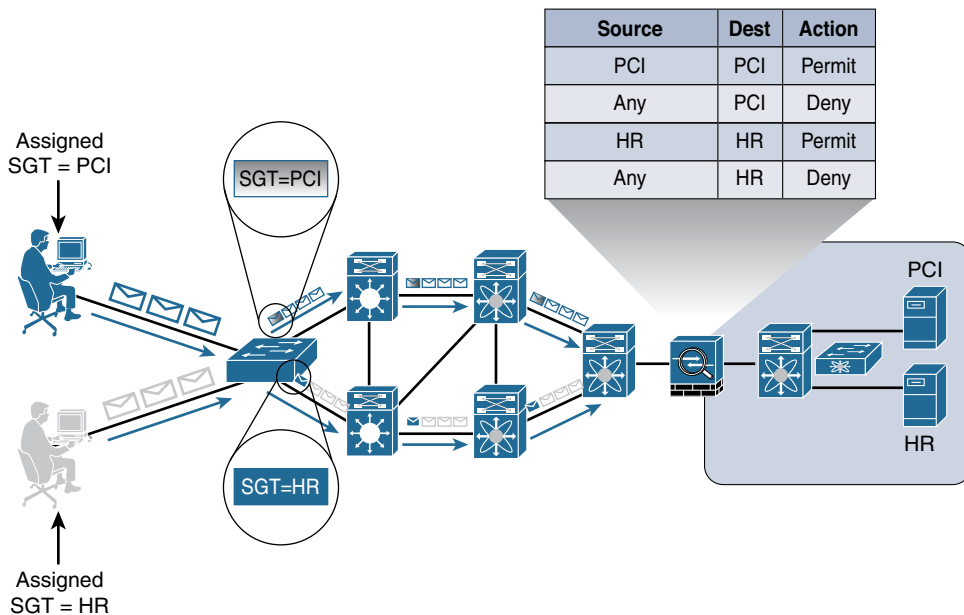 Source Dest Action
PCI PCI Permit
Any PCI Deny
HR HR Permit
Any HR Deny
Assigned
SGT = PCI
SGT=PCI
PCI
HR
SGT=HR
Assigned
SGT = HR